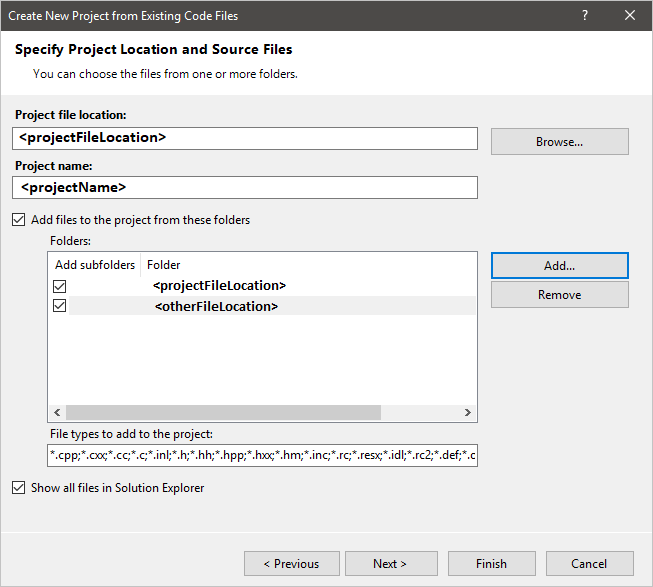 Create New Project from Existing Code Files
Specify Project Location and Source Files
You can choose the files from one or more folders.
Project file location:
<projectFileLocation>
Browse...
Project name:
<projectName>
Add files to the project from these folders
Folders:
Add subfolders Folder
Add...
<projectFileLocation>
Remove
<otherFileLocation>
File types to add to the project:
*.cpp;*.cxx;*.cc;*.c;*.inl;*.h;*.hh;*.hpp;*.hxx;*.hm;*.inc;*.rc;*.resx;*.idl;*.rc2;*.def;*.c
Show all files in Solution Explorer
< Previous Next > Finish Cancel